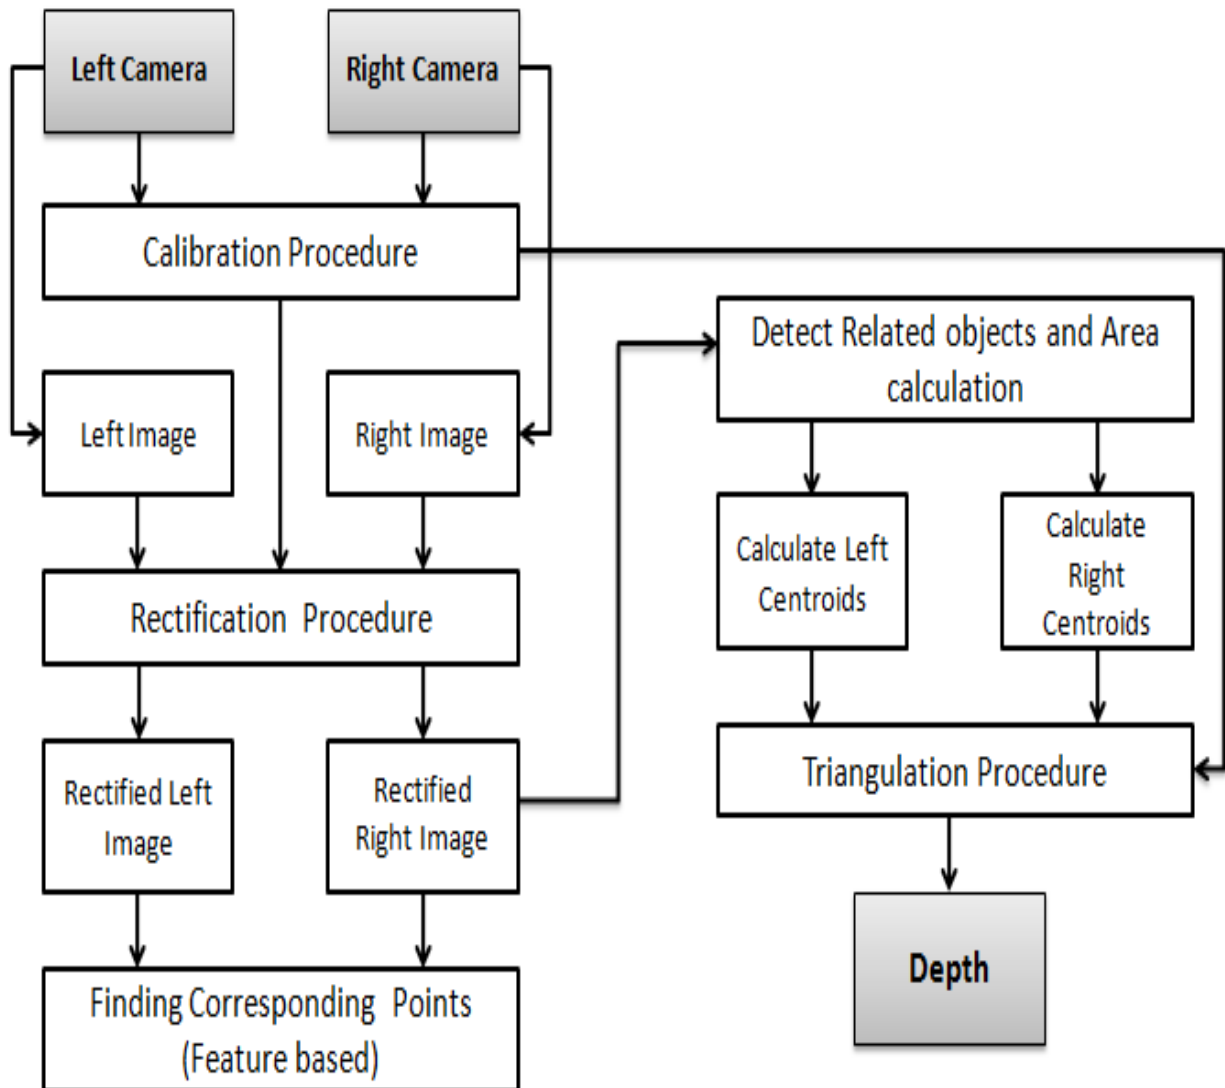 Left Camera
Right Camera
Calibration Procedure
Left Image
Right Image
Rectification Procedure
Rectified Left
Image
Rectified
Right Image
Finding Corresponding Points
(Feature based)
Detect Related objects and Area
calculation
Calculate Left
Centroids
Calculate
Right
Centroids
Triangulation Procedure
Depth